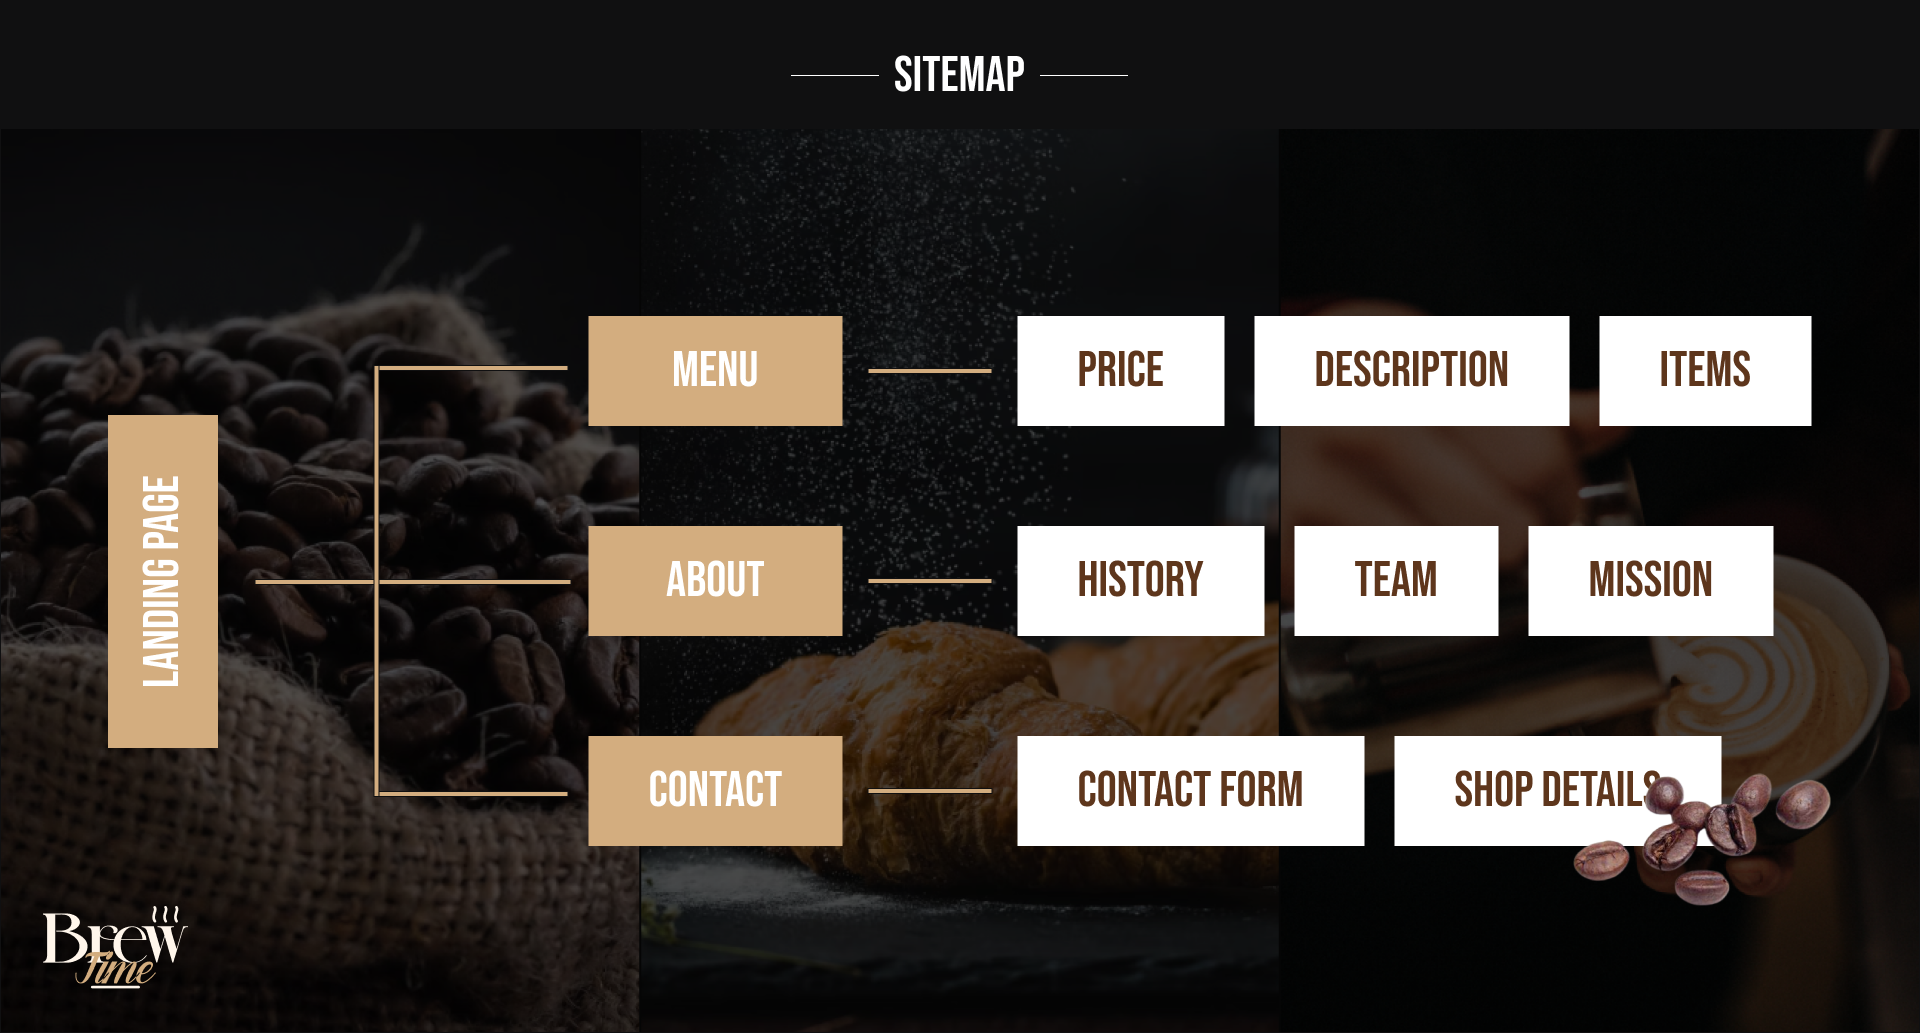 SITEMAP
LANDING PAGE
MENU
PRICE
DESCRIPTION
ITEMS
ABOUT
HISTORY
TEAM
MISSION
CONTACT
CONTACT FORM
SHOP DETAILS
Brew
Time